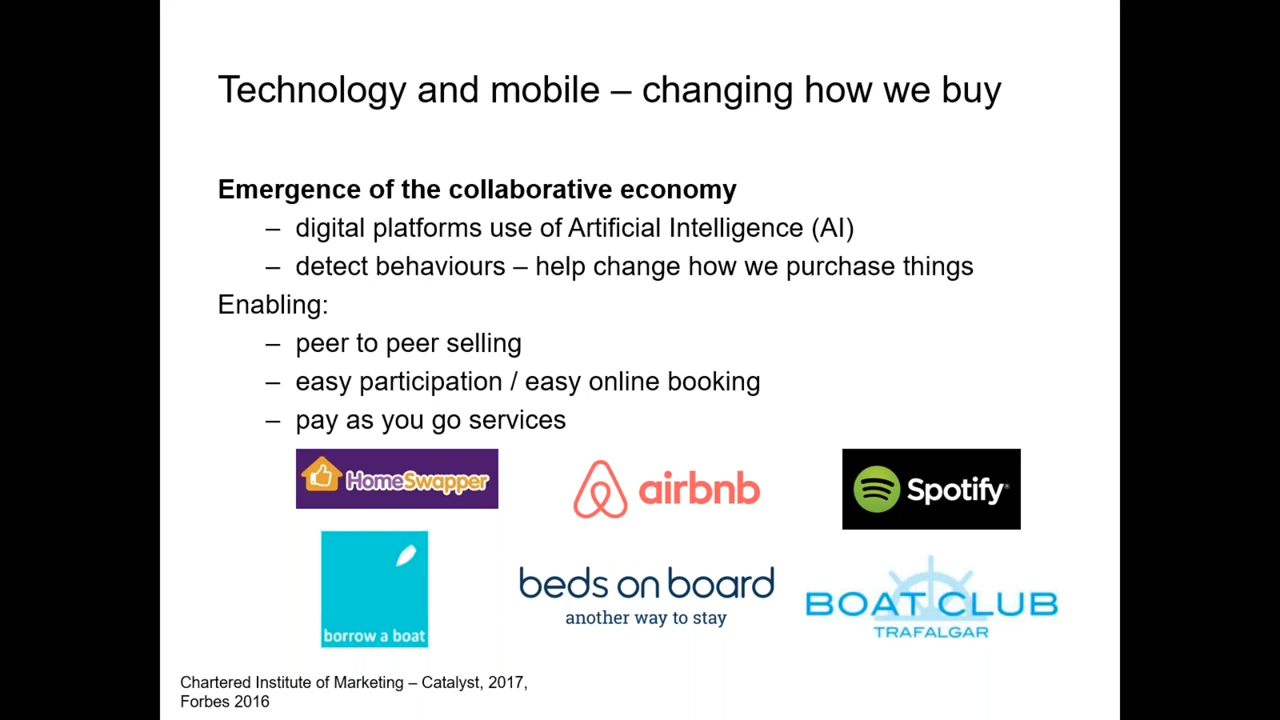 Technology and mobile – changing how we buy
Emergence of the collaborative economy
– digital platforms use of Artificial Intelligence (AI)
– detect behaviours – help change how we purchase things
Enabling:
– peer to peer selling
– easy participation / easy online booking
– pay as you go services
HomeSwapper
airbnb
Spotify
borrow a boat
beds on board
another way to stay
BOAT CLUB
TRAFALGAR
Chartered Institute of Marketing – Catalyst, 2017,
Forbes 2016